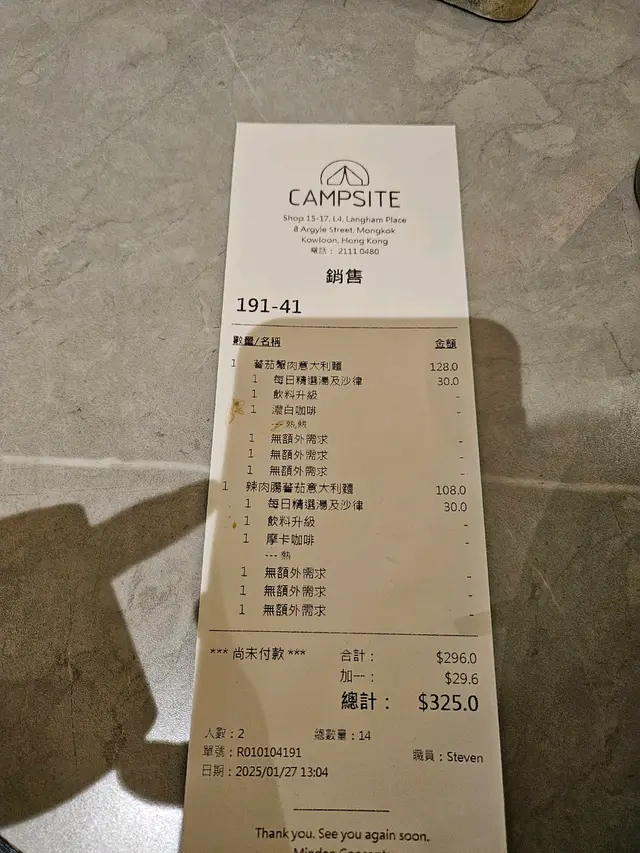 CAMPSITE
Shop 15-17, L4, Langham Place
8 Argyle Street, Mongkok
Kowloon, Hong Kong
電話： 2111 0480
銷售
191-41
數量/名稱 金額
1 蕃茄蟹肉意大利麵 128.0
1 每日精選湯及沙律 30.0
1 飲料升級 -
1 濃白咖啡 -
--- 熱,熱
1 無額外需求 -
1 無額外需求 -
1 無額外需求 -
1 辣肉腸蕃茄意大利麵 108.0
1 每日精選湯及沙律 30.0
1 飲料升級 -
1 摩卡咖啡 -
--- 熱
1 無額外需求 -
1 無額外需求 -
1 無額外需求 -
*** 尚未付款 *** 合計： $296.0
加一： $29.6
總計： $325.0
人數：2 總數量：14
單號：R010104191 職員：Steven
日期：2025/01/27 13:04
Thank you. See you again soon.
Minden Concepts